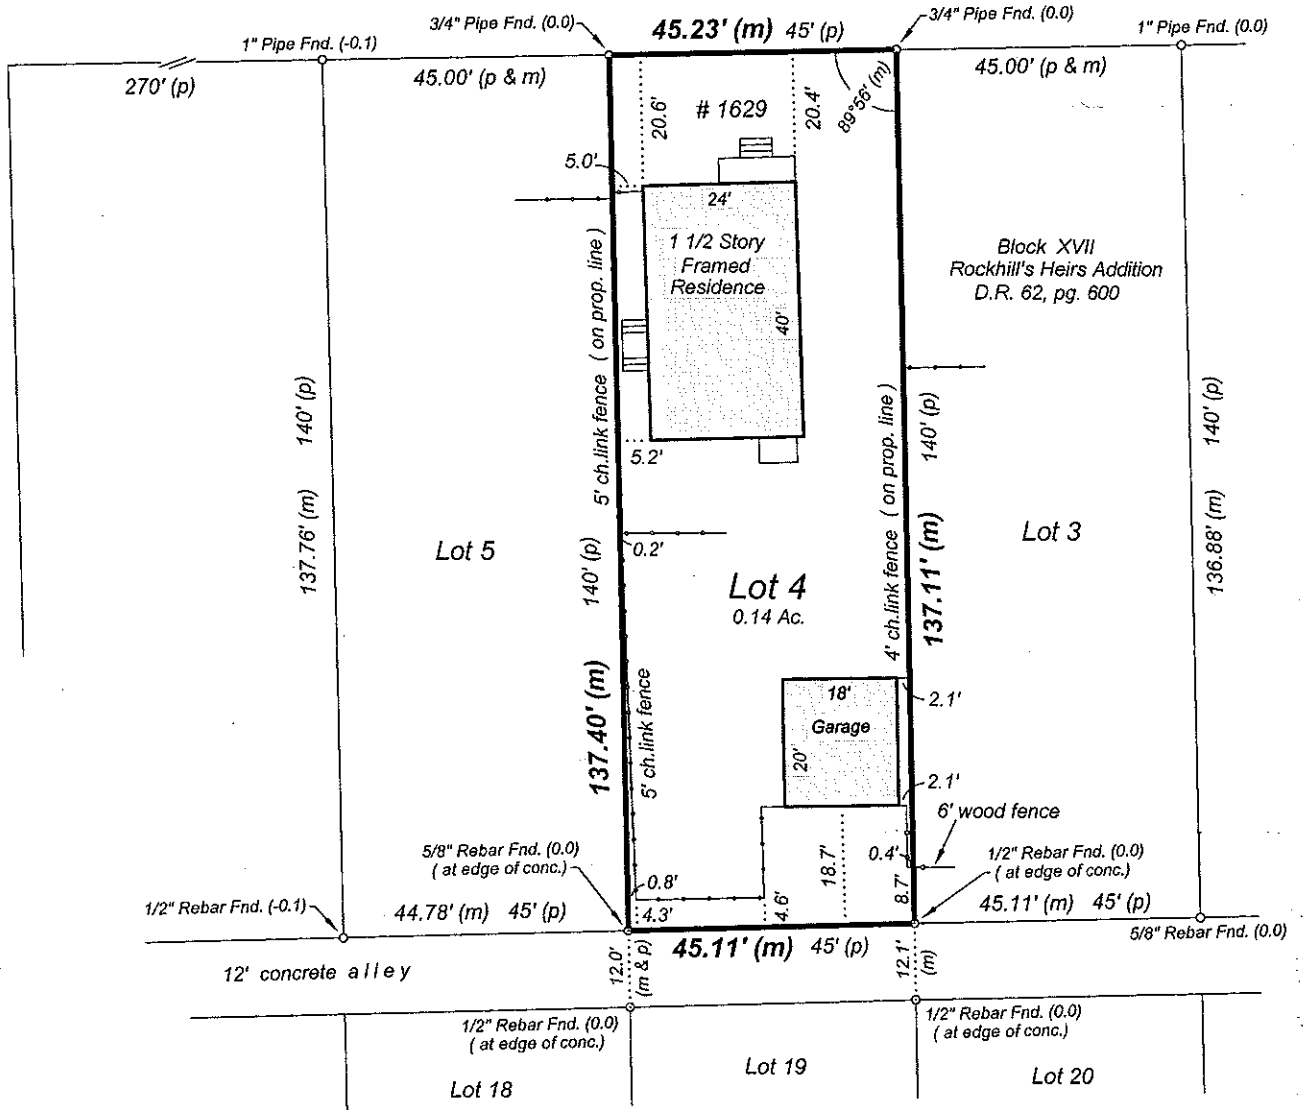 3/4" Pipe Fnd. (0.0)
45.23' (m) 45' (p)
3/4" Pipe Fnd. (0.0)
1" Pipe Fnd. (-0.1)
1" Pipe Fnd. (0.0)
270' (p)
45.00' (p & m)
45.00' (p & m)
20.6'
# 1629
20.4'
89°56' (m)
5.0'
24'
1 1/2 Story
Framed
Residence
40'
Block XVII
Rockhill's Heirs Addition
D.R. 62, pg. 600
5' ch.link fence ( on prop. line )
4' ch.link fence ( on prop. line )
140' (p)
137.76' (m)
140' (p)
140' (p)
137.11' (m)
140' (p)
136.88' (m)
5.2'
0.2'
Lot 5
Lot 4
0.14 Ac.
Lot 3
137.40' (m)
5' ch.link fence
18'
Garage
20'
2.1'
2.1'
6' wood fence
5/8" Rebar Fnd. (0.0)
( at edge of conc.)
1/2" Rebar Fnd. (0.0)
( at edge of conc.)
0.8'
18.7'
0.4'
8.7'
1/2" Rebar Fnd. (-0.1)
44.78' (m) 45' (p)
4.3'
4.6'
45.11' (m) 45' (p)
45.11' (m) 45' (p)
5/8" Rebar Fnd. (0.0)
12' concrete alley
12.0'
(m & p)
12.1'
(m)
1/2" Rebar Fnd. (0.0)
( at edge of conc.)
1/2" Rebar Fnd. (0.0)
( at edge of conc.)
Lot 18
Lot 19
Lot 20